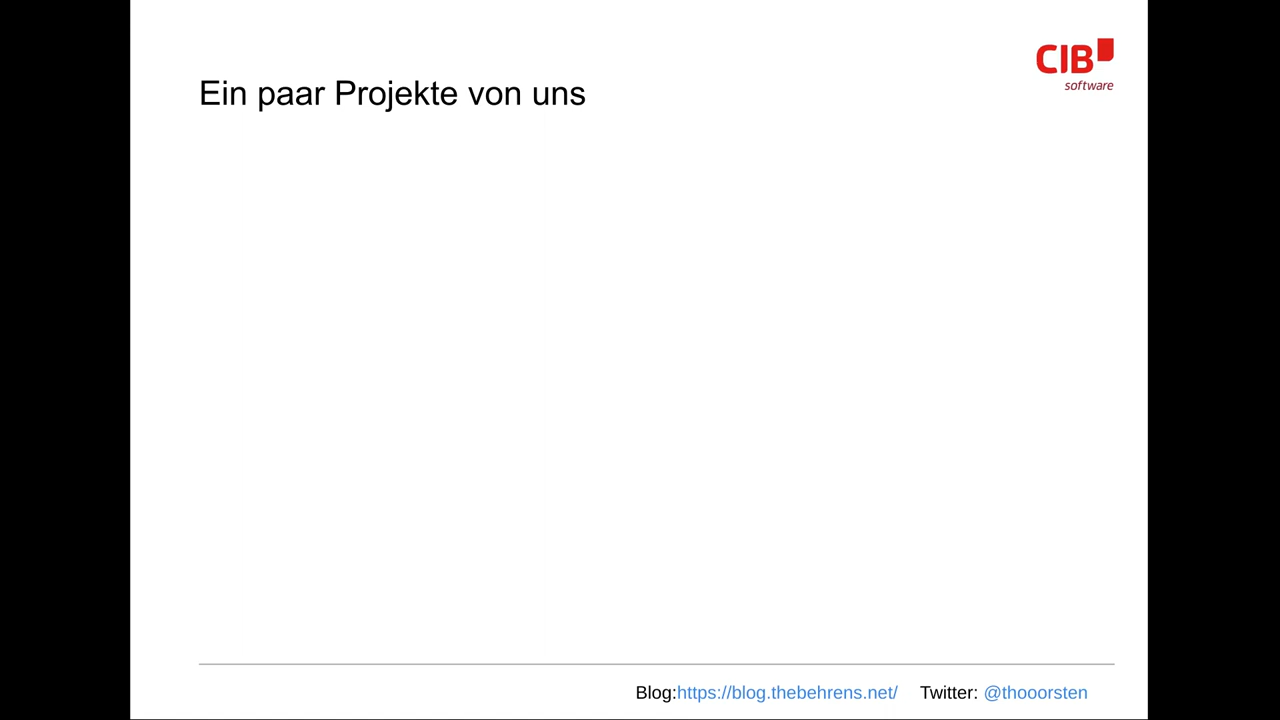 CIB
software
Ein paar Projekte von uns
Blog:https://blog.thebehrens.net/ Twitter: @thooorsten